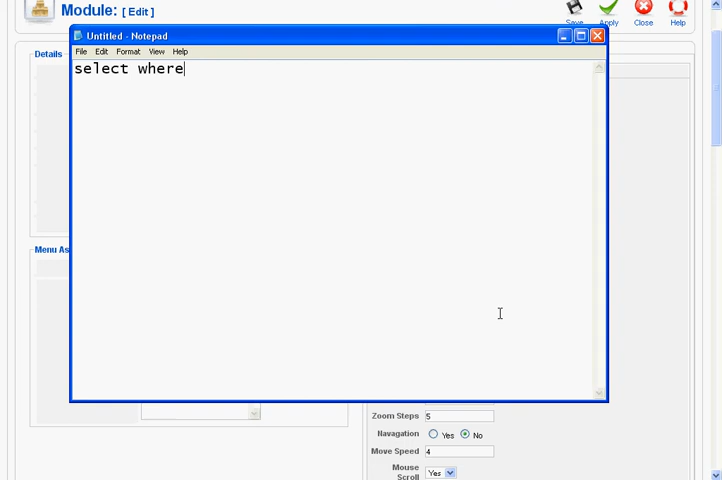 Module: [ Edit ]
Save Apply Close Help
Details
Untitled - Notepad
File Edit Format View Help
select where
Menu As
Zoom Steps 5
Navagation Yes No
Move Speed 4
Mouse Scroll Yes